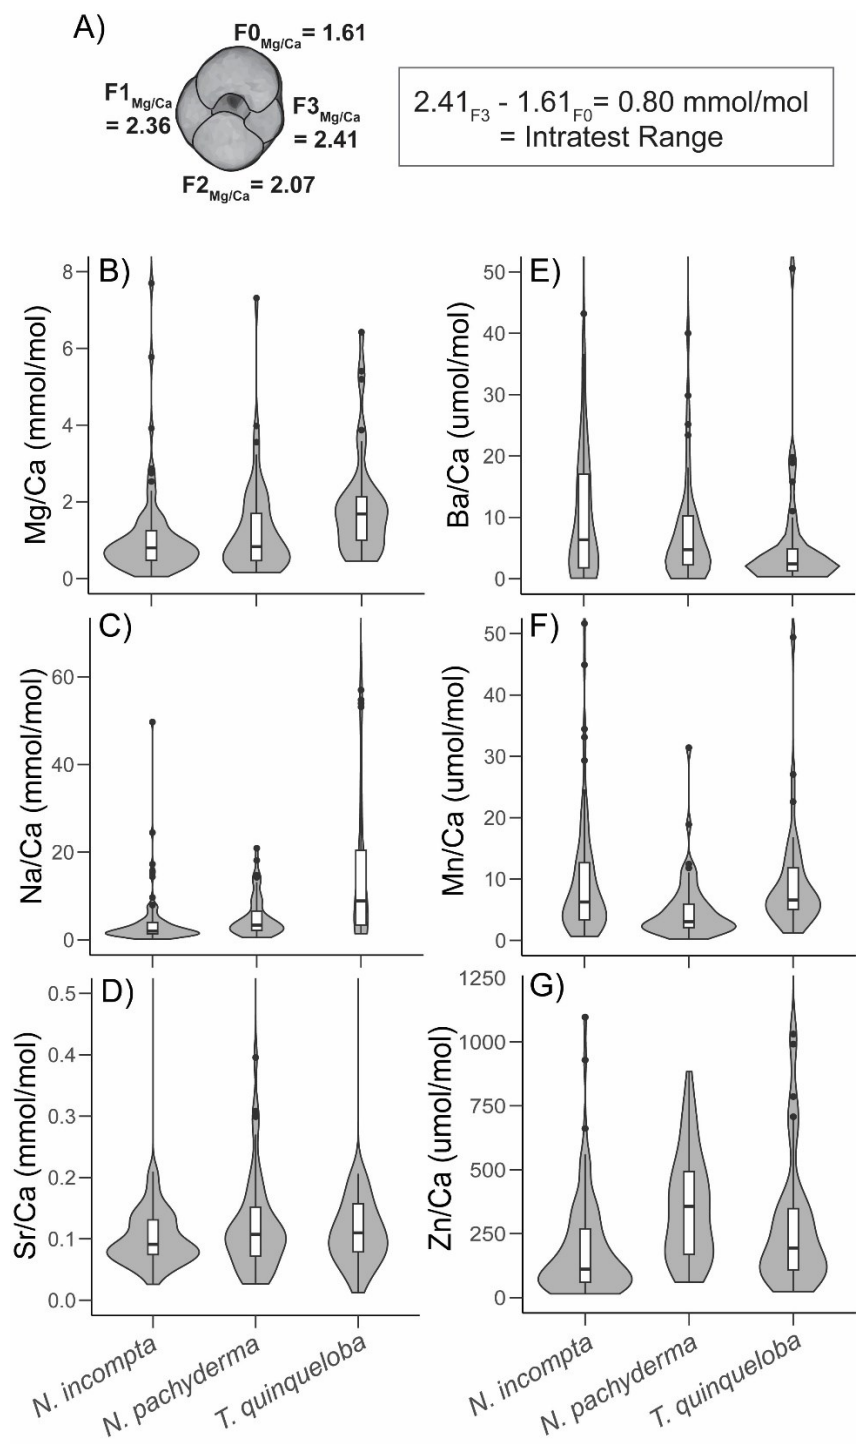 A)
F0Mg/Ca= 1.61
F1Mg/Ca
= 2.36
F3Mg/Ca
= 2.41
F2Mg/Ca= 2.07
2.41F3 - 1.61F0= 0.80 mmol/mol
= Intratest Range
B)
Mg/Ca (mmol/mol)
8
6
4
2
0
E)
Ba/Ca (umol/mol)
50
40
30
20
10
0
C)
Na/Ca (mmol/mol)
60
40
20
0
F)
Mn/Ca (umol/mol)
50
40
30
20
10
0
D)
Sr/Ca (mmol/mol)
0.5
0.4
0.3
0.2
0.1
0.0
G)
Zn/Ca (umol/mol)
1250
1000
750
500
250
0
N. incompta
N. pachyderma
T. quinqueloba
N. incompta
N. pachyderma
T. quinqueloba